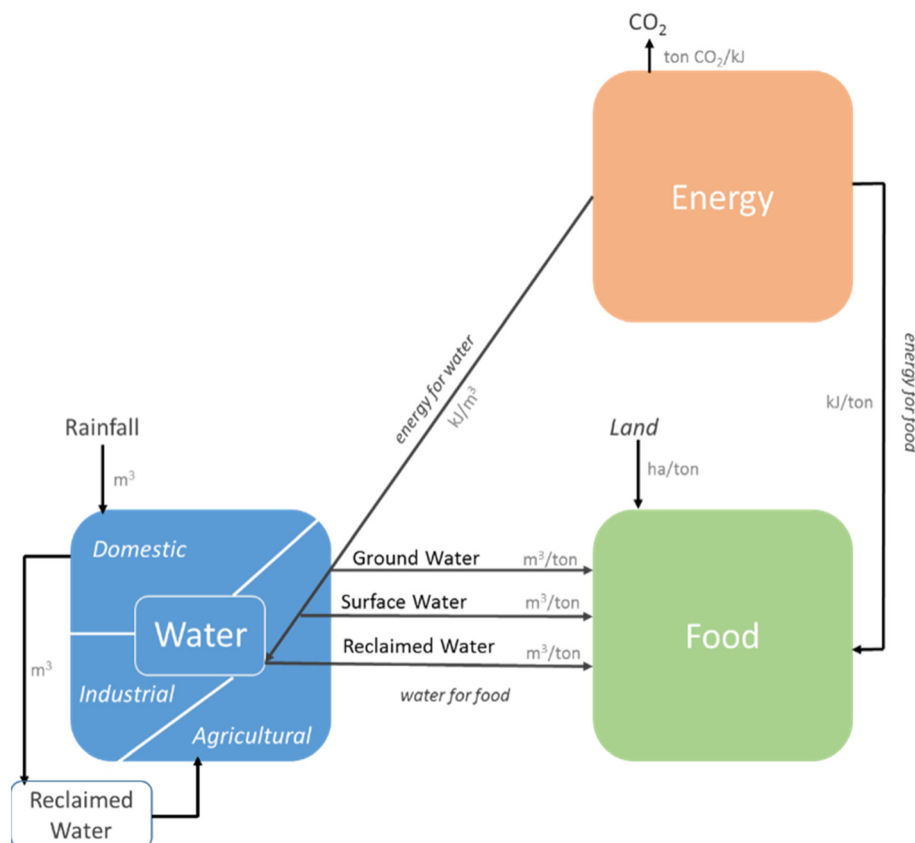 CO₂
ton CO₂/kJ
Energy
energy for water
kJ/m³
energy for food
kJ/ton
Rainfall
m³
Land
ha/ton
Domestic
Ground Water m³/ton
Surface Water m³/ton
Water
Reclaimed Water m³/ton
Food
m³
Industrial
water for food
Agricultural
Reclaimed
Water